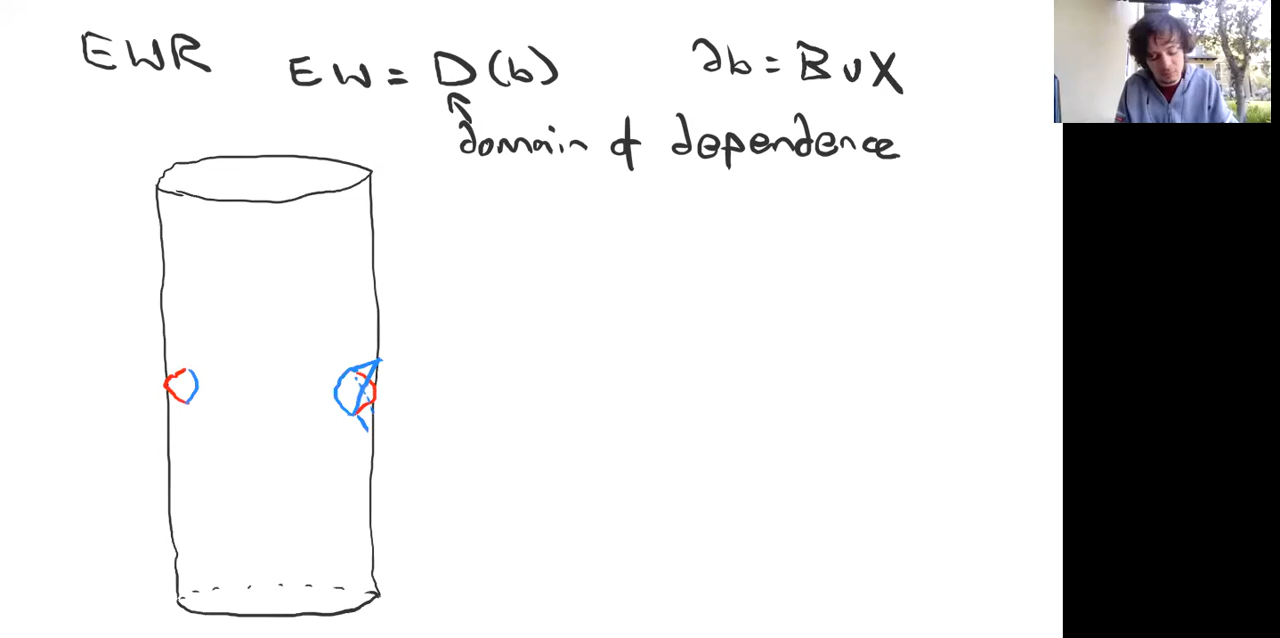 EWR EW = D(b) ∂b = B ∪ X
domain of dependence